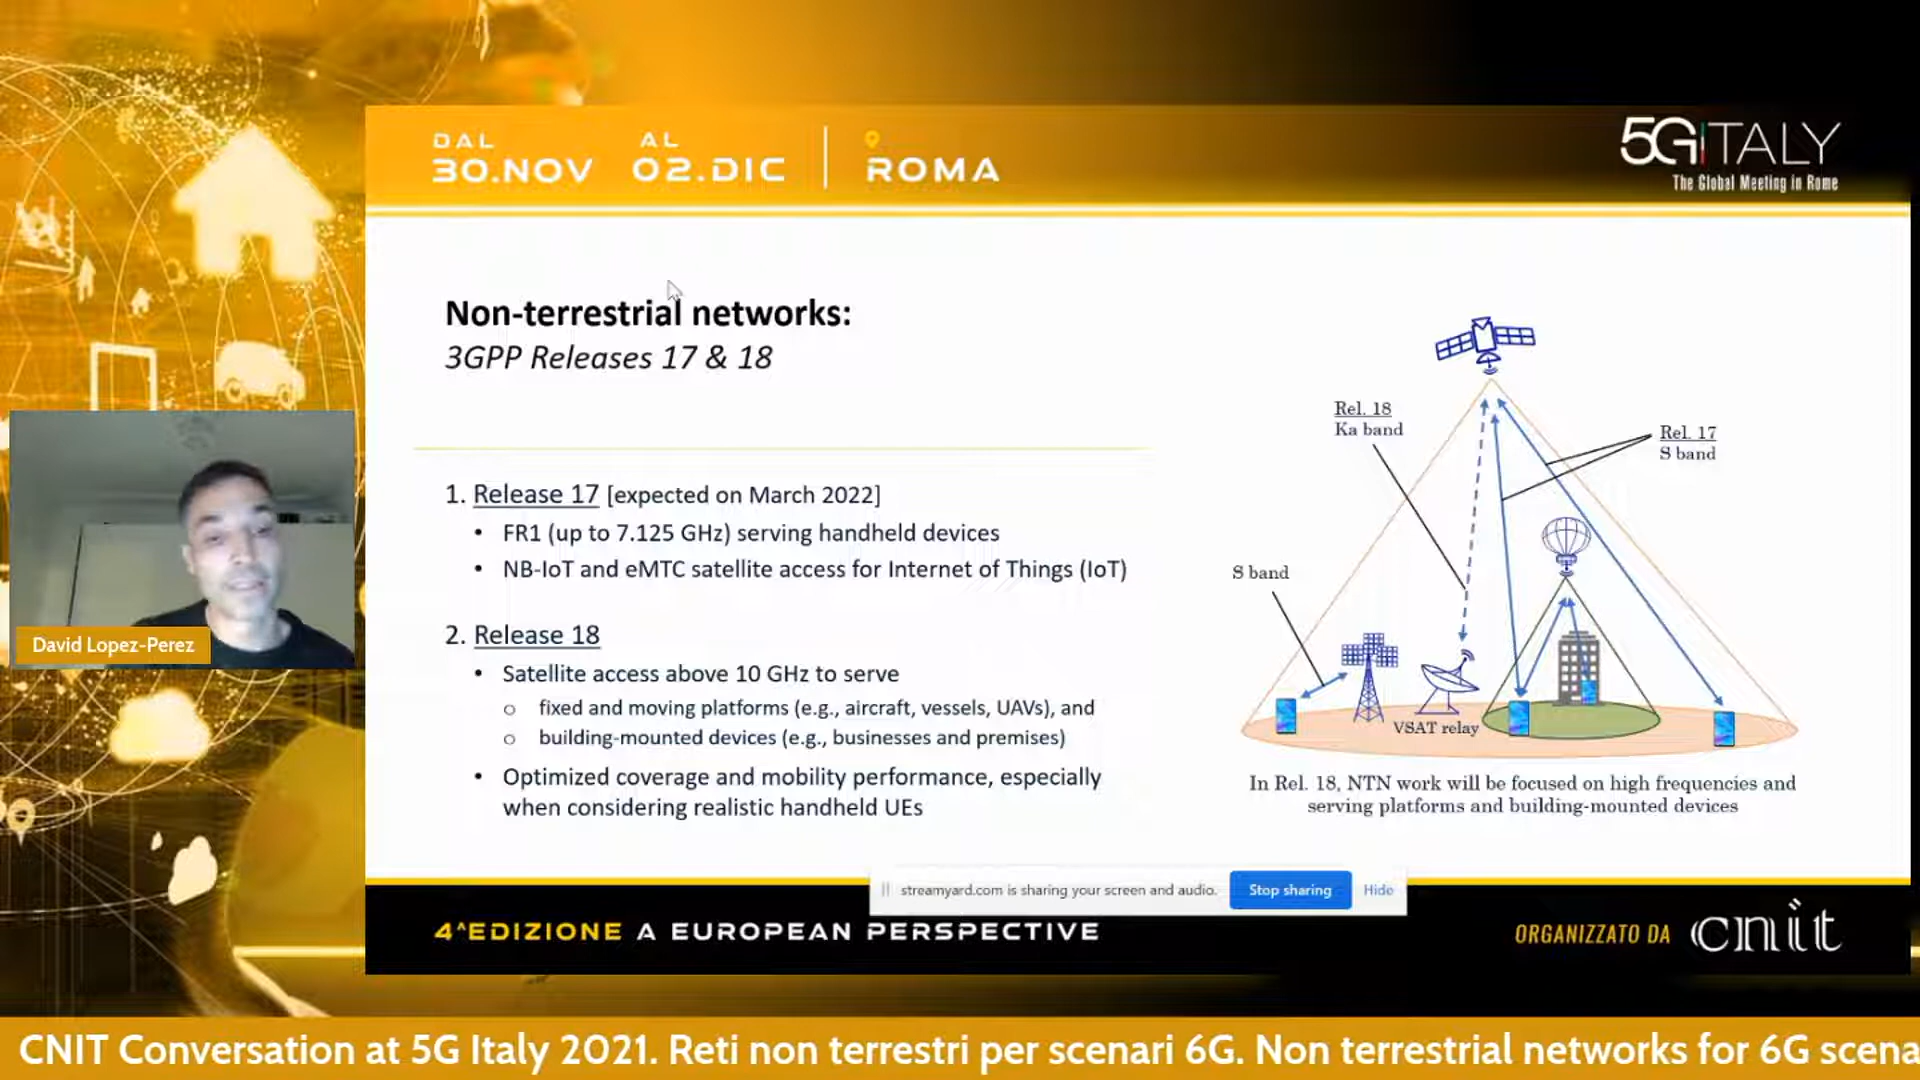 DAL
30.NOV
AL
02.DIC
ROMA
5GITALY
The Global Meeting in Rome
Non-terrestrial networks:
3GPP Releases 17 & 18
1. Release 17 [expected on March 2022]
• FR1 (up to 7.125 GHz) serving handheld devices
• NB-IoT and eMTC satellite access for Internet of Things (IoT)
2. Release 18
• Satellite access above 10 GHz to serve
o fixed and moving platforms (e.g., aircraft, vessels, UAVs), and
o building-mounted devices (e.g., businesses and premises)
• Optimized coverage and mobility performance, especially
when considering realistic handheld UEs
Rel. 18
Ka band
Rel. 17
S band
S band
VSAT relay
In Rel. 18, NTN work will be focused on high frequencies and
serving platforms and building-mounted devices
David Lopez-Perez
streamyard.com is sharing your screen and audio.
Stop sharing
Hide
4^EDIZIONE A EUROPEAN PERSPECTIVE
ORGANIZZATO DA
cnit
CNIT Conversation at 5G Italy 2021. Reti non terrestri per scenari 6G. Non terrestrial networks for 6G scena